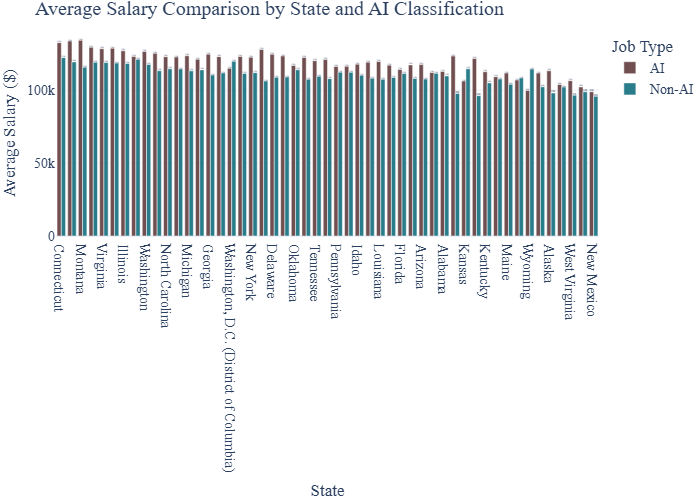 Average Salary Comparison by State and AI Classification
Job Type
AI
Non-AI
Average Salary ($)
100k
50k
0
Connecticut
Montana
Virginia
Illinois
Washington
North Carolina
Michigan
Georgia
Washington, D.C. (District of Columbia)
New York
Delaware
Oklahoma
Tennessee
Pennsylvania
Idaho
Louisiana
Florida
Arizona
Alabama
Kansas
Kentucky
Maine
Wyoming
Alaska
West Virginia
New Mexico
State